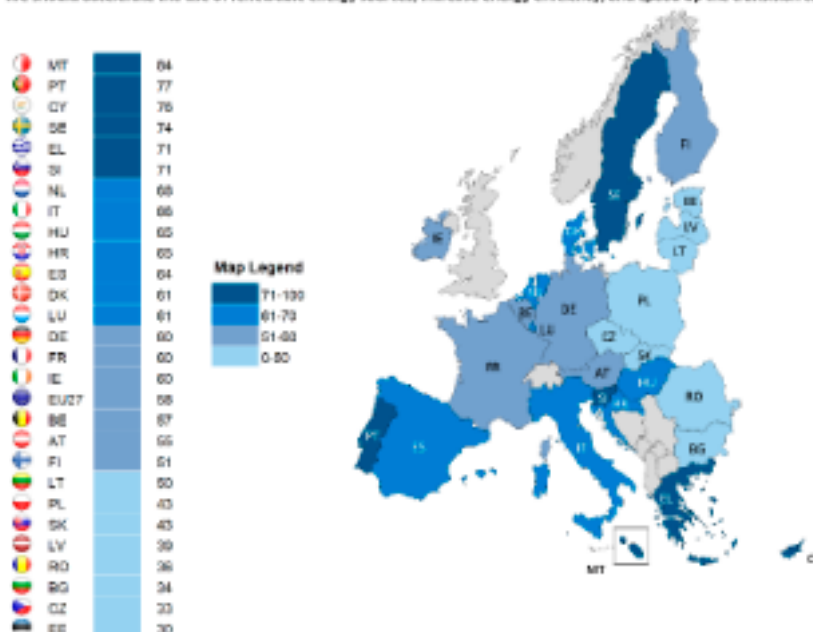 MT 84
PT 77
CY 76
SE 74
EL 71
SI 71
NL 68
IT 66
HU 65
HR 65
ES 64
DK 61
LU 61
DE 60
FR 60
IE 60
EU27 58
BE 57
AT 55
FI 51
LT 50
PL 43
SK 43
LV 39
RO 36
BG 34
CZ 33
EE 30
Map Legend
71-100
61-70
51-60
0-50
FI
SE
EE
LV
LT
DK
IE
NL
PL
DE
BE
LU
CZ
SK
FR
AT
HU
RO
SI
HR
BG
PT
ES
IT
EL
MT